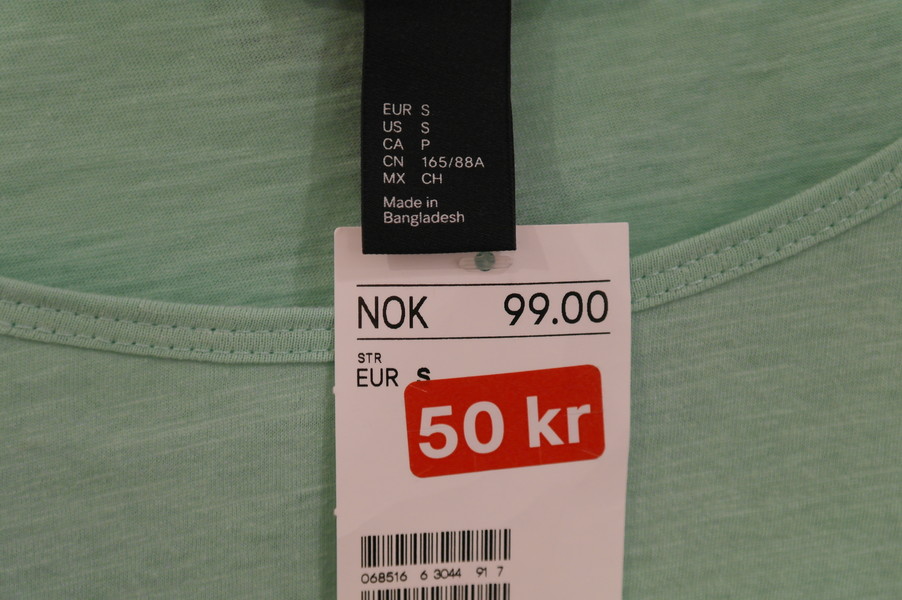 EUR S
US S
CA P
CN 165/88A
MX CH
Made in
Bangladesh
NOK 99.00
STR
EUR S
50 kr
068516 6 3044 91 7